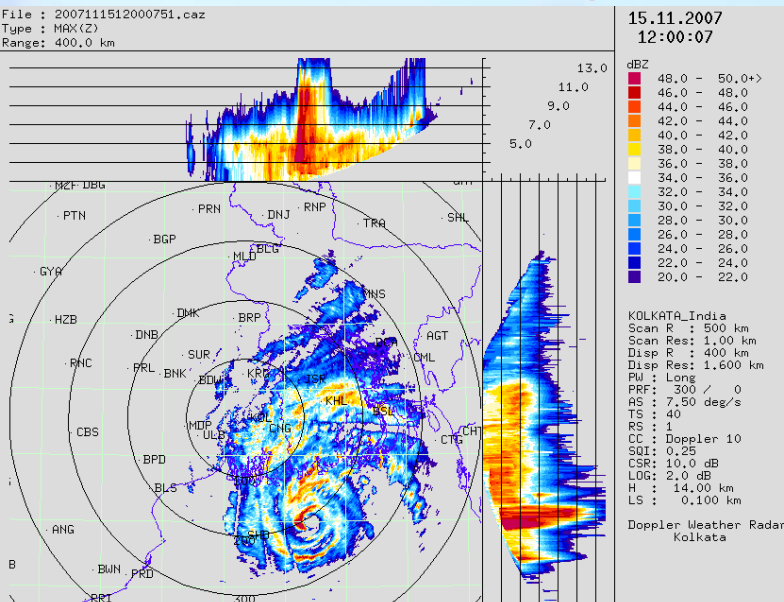 File : 2007111512000751.caz
Type : MAX(Z)
Range: 400.0 km
15.11.2007
12:00:07
13.0
11.0
9.0
7.0
5.0
dBZ
48.0 - 50.0+>
46.0 - 48.0
44.0 - 46.0
42.0 - 44.0
40.0 - 42.0
38.0 - 40.0
36.0 - 38.0
34.0 - 36.0
32.0 - 34.0
30.0 - 32.0
28.0 - 30.0
26.0 - 28.0
24.0 - 26.0
22.0 - 24.0
20.0 - 22.0
MZF DBG
PTN
PRN
DNJ
RNP
TRA
SHL
BGP
BLG
MLD
GYA
MNS
HZB
DMK
BRP
DNB
AGT
SUR
CML
RNC
PRL
BNK
BDW
KRG
JSR
KHL
BSL
MDP
KOL
CNG
ULB
CBS
CTG
BPD
BLS
ANG
BWN
PRD
PRI
300
KOLKATA_India
Scan R : 500 km
Scan Res: 1.00 km
Disp R : 400 km
Disp Res: 1.600 km
PW : Long
PRF: 300 / 0
AS : 7.50 deg/s
TS : 40
RS : 1
CC : Doppler 10
SQI: 0.25
CSR: 10.0 dB
LOG: 2.0 dB
H : 14.00 km
LS : 0.100 km
Doppler Weather Radar
Kolkata